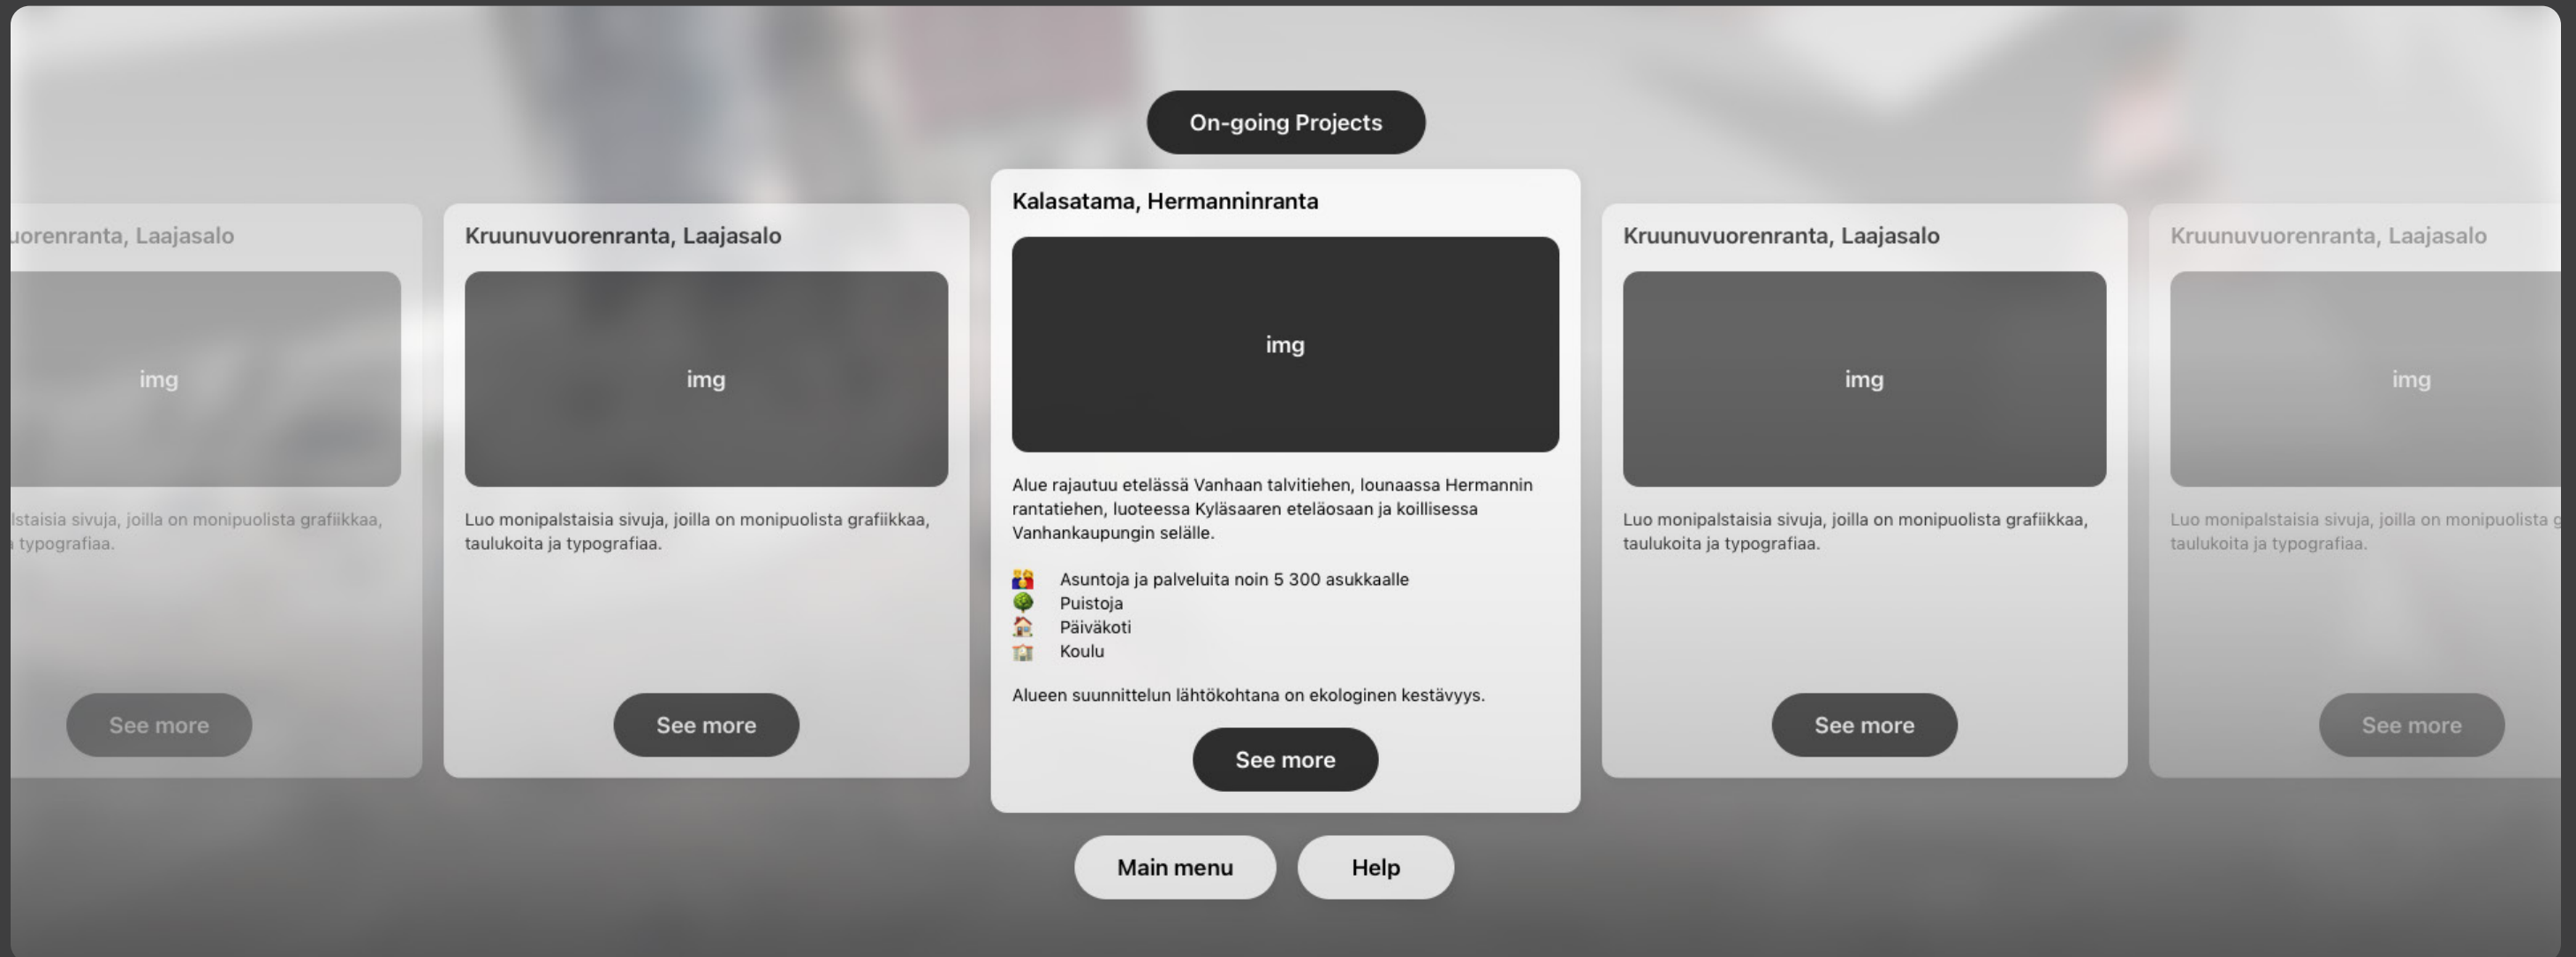 On-going Projects
uorenranta, Laajasalo
img
lstaisia sivuja, joilla on monipuolista grafiikkaa,
typografiaa.
See more
Kruunuvuorenranta, Laajasalo
img
Luo monipalstaisia sivuja, joilla on monipuolista grafiikkaa,
taulukoita ja typografiaa.
See more
Kalasatama, Hermanninranta
img
Alue rajautuu etelässä Vanhaan talvitiehen, lounaassa Hermannin
rantatiehen, luoteessa Kyläsaaren eteläosaan ja koillisessa
Vanhankaupungin selälle.
Asuntoja ja palveluita noin 5 300 asukkaalle
Puistoja
Päiväkoti
Koulu
Alueen suunnittelun lähtökohtana on ekologinen kestävyys.
See more
Kruunuvuorenranta, Laajasalo
img
Luo monipalstaisia sivuja, joilla on monipuolista grafiikkaa,
taulukoita ja typografiaa.
See more
Kruunuvuorenranta, Laajasalo
img
Luo monipalstaisia sivuja, joilla on monipuolista g
taulukoita ja typografiaa.
See more
Main menu
Help